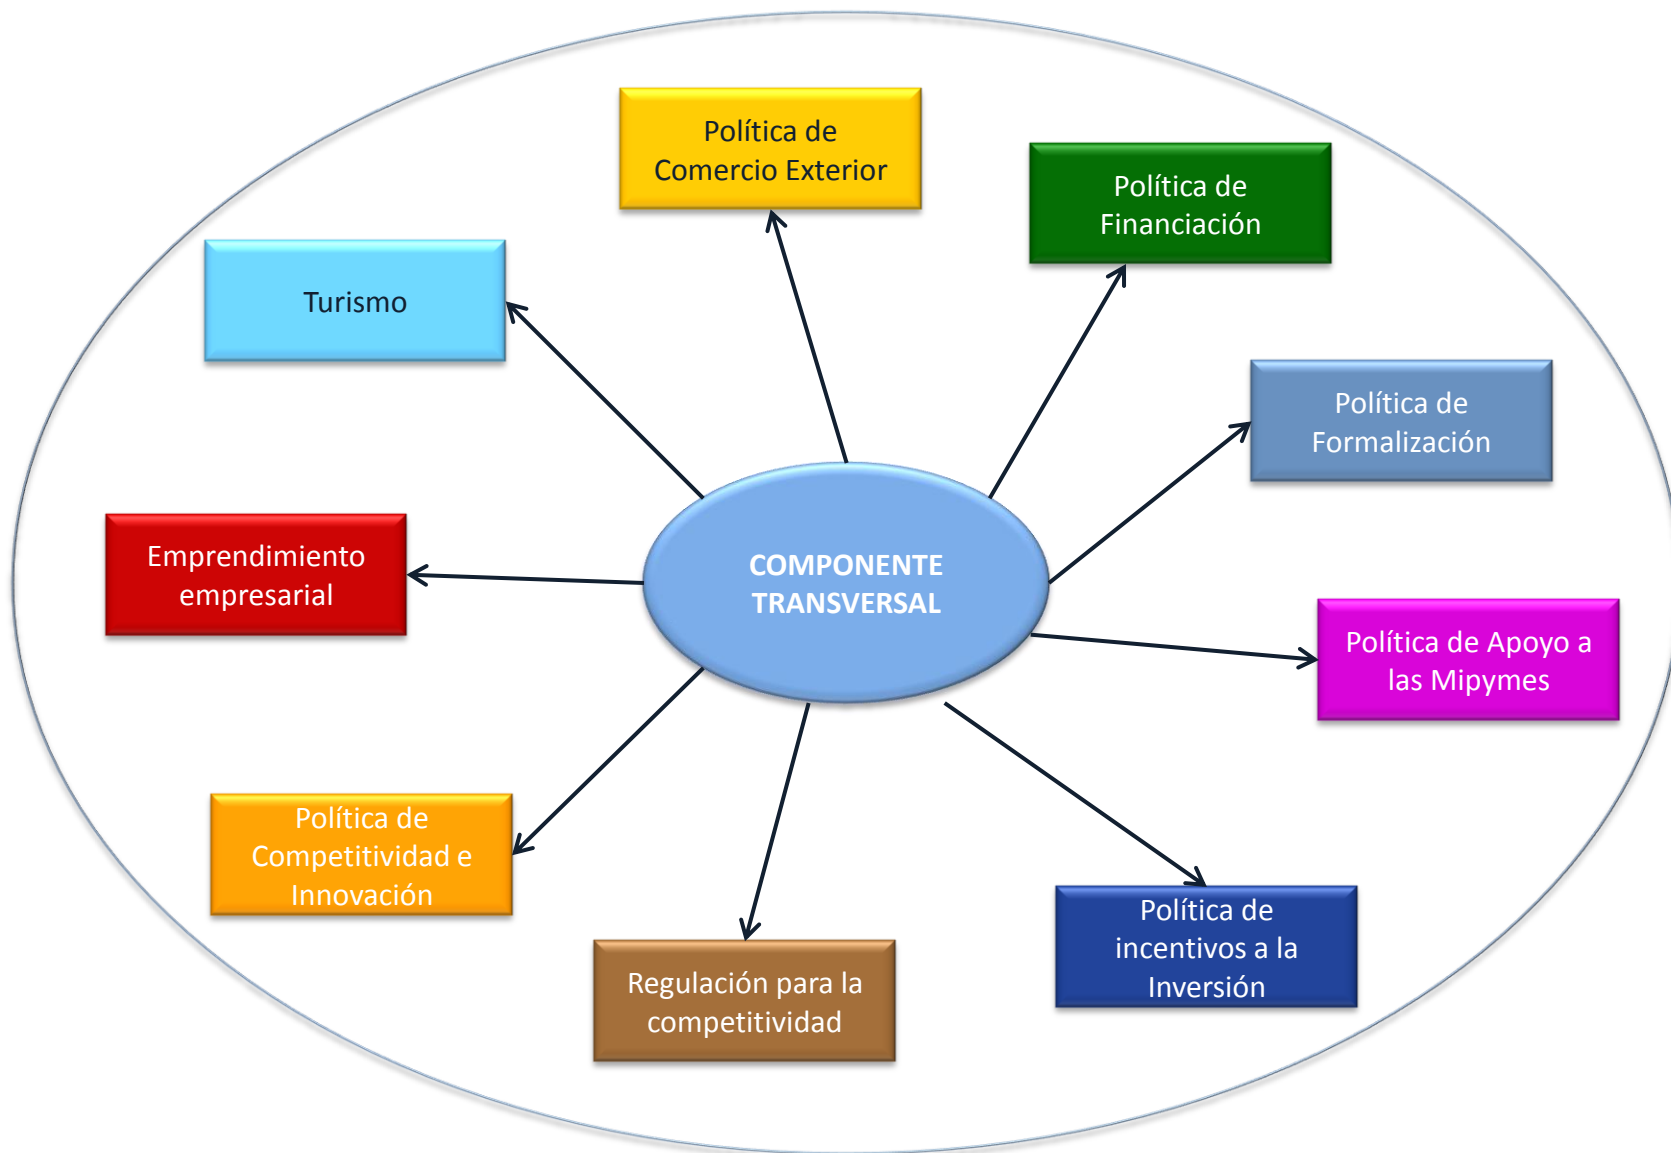 Política de
Comercio Exterior
Política de
Financiación
Turismo
Política de
Formalización
Emprendimiento
empresarial
COMPONENTE
TRANSVERSAL
Política de Apoyo a
las Mipymes
Política de
Competitividad e
Innovación
Política de
incentivos a la
Inversión
Regulación para la
competitividad